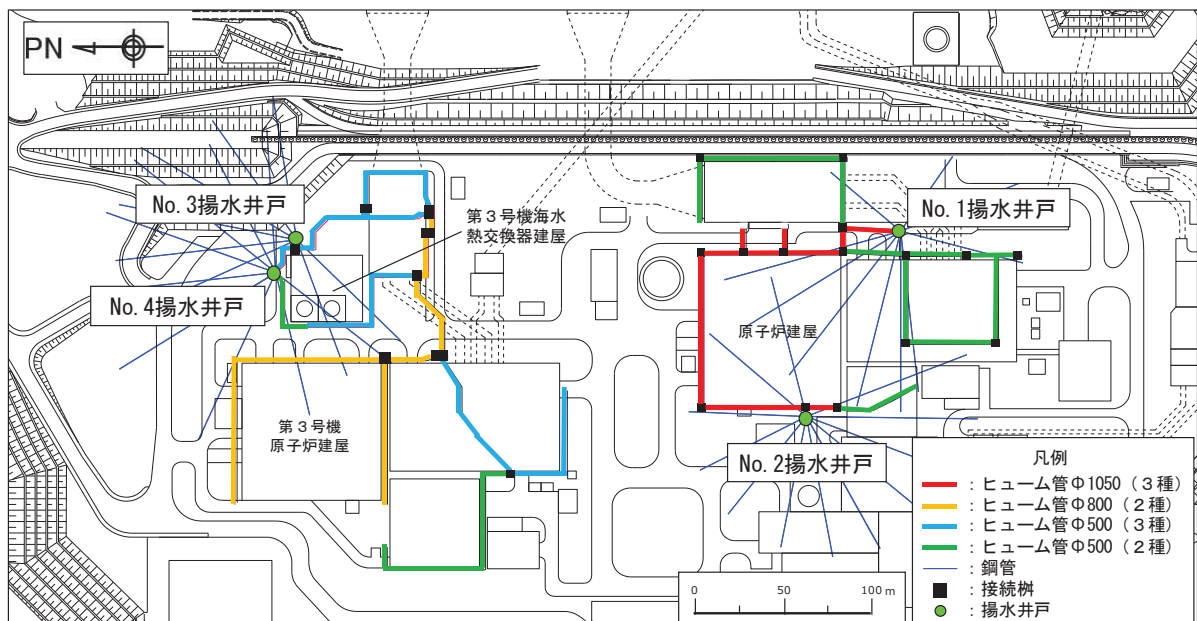 PN
No.3揚水井戸
第３号機海水
熱交換器建屋
No.1揚水井戸
No.4揚水井戸
原子炉建屋
第３号機
原子炉建屋
No.2揚水井戸
凡例
：ヒューム管Φ1050（３種）
：ヒューム管Φ800（２種）
：ヒューム管Φ500（３種）
：ヒューム管Φ500（２種）
：鋼管
：接続桝
：揚水井戸
0 50 100m